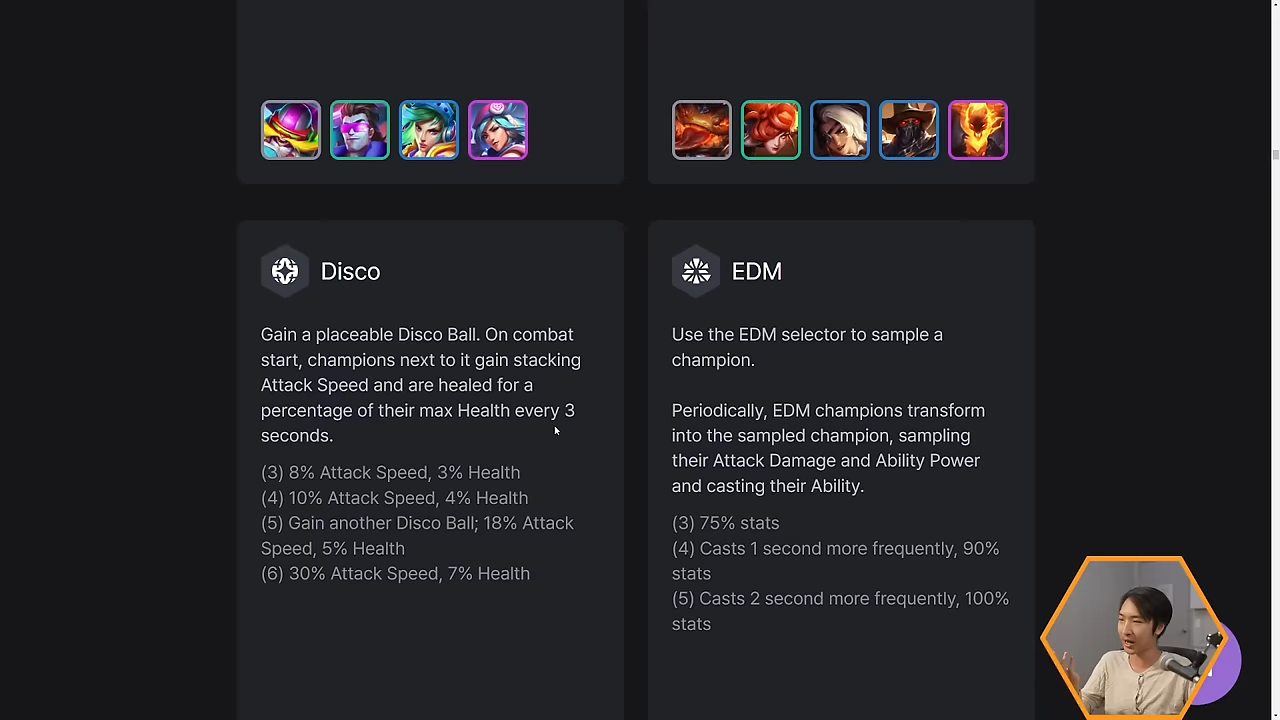 Disco
Gain a placeable Disco Ball. On combat
start, champions next to it gain stacking
Attack Speed and are healed for a
percentage of their max Health every 3
seconds.
(3) 8% Attack Speed, 3% Health
(4) 10% Attack Speed, 4% Health
(5) Gain another Disco Ball; 18% Attack
Speed, 5% Health
(6) 30% Attack Speed, 7% Health
EDM
Use the EDM selector to sample a
champion.
Periodically, EDM champions transform
into the sampled champion, sampling
their Attack Damage and Ability Power
and casting their Ability.
(3) 75% stats
(4) Casts 1 second more frequently, 90%
stats
(5) Casts 2 second more frequently, 100%
stats